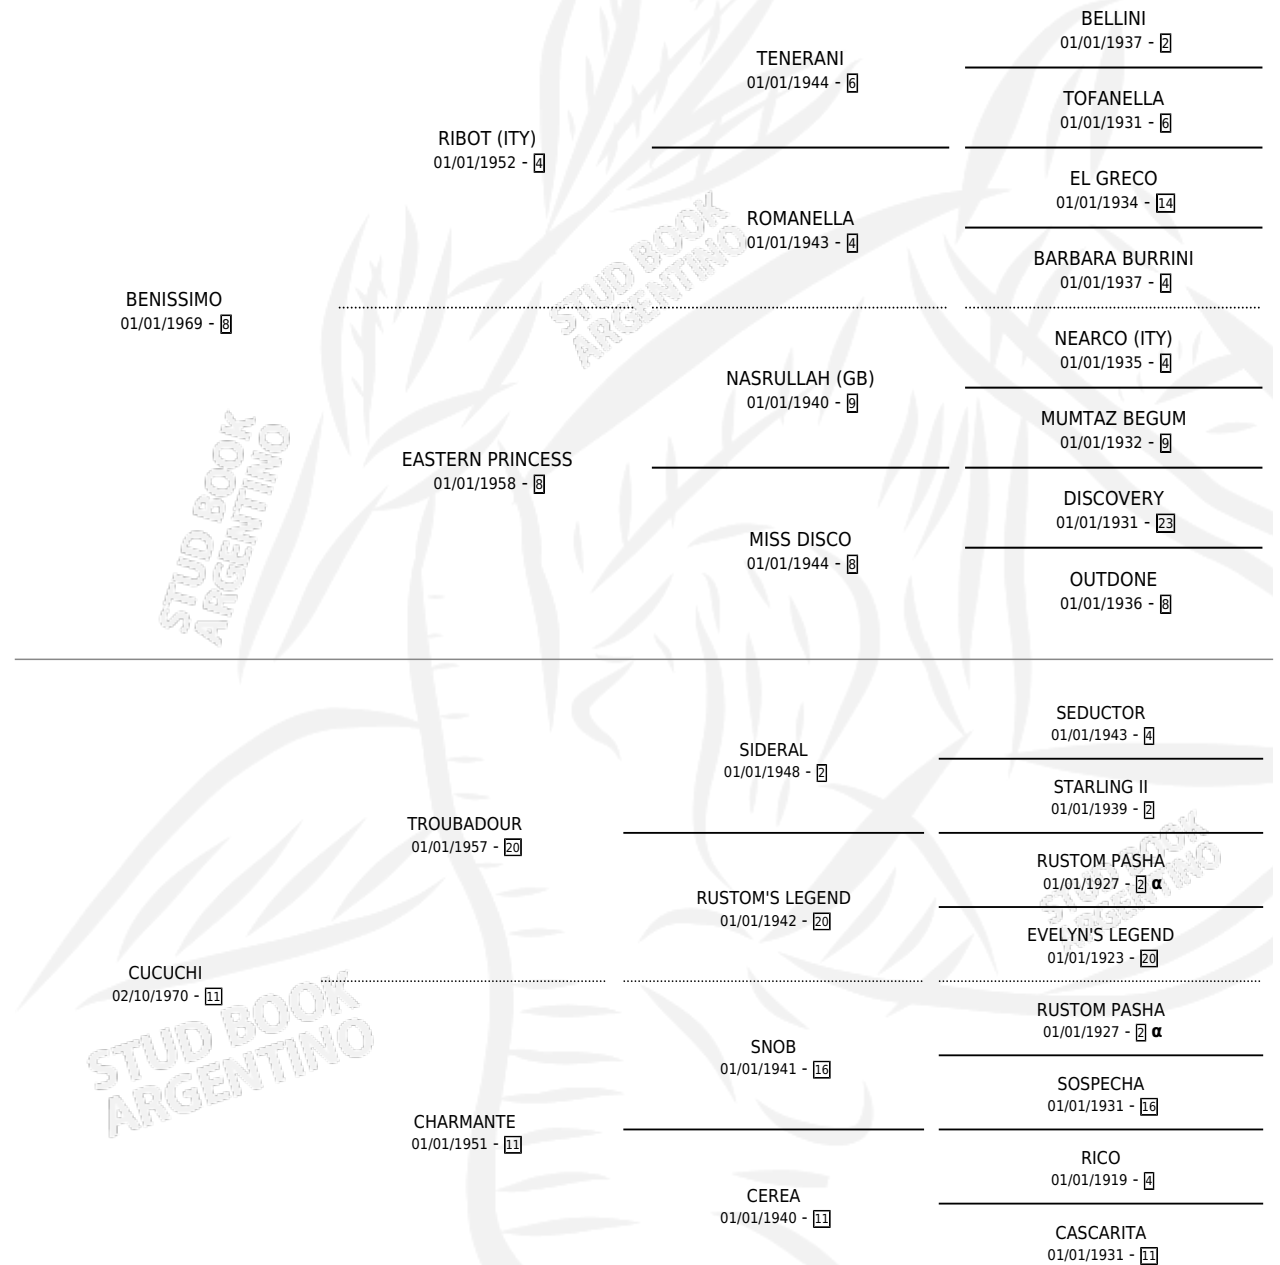 BELLINI
01/01/1937 - 2
TENERANI
01/01/1944 - 6
TOFANELLA
01/01/1931 - 6
RIBOT (ITY)
01/01/1952 - 4
EL GRECO
01/01/1934 - 14
ROMANELLA
01/01/1943 - 4
BARBARA BURRINI
01/01/1937 - 4
STUD BOOK
ARGENTINO
BENISSIMO
01/01/1969 - 8
NEARCO (ITY)
01/01/1935 - 4
NASRULLAH (GB)
01/01/1940 - 9
MUMTAZ BEGUM
01/01/1932 - 9
EASTERN PRINCESS
01/01/1958 - 8
DISCOVERY
01/01/1931 - 23
MISS DISCO
01/01/1944 - 8
OUTDONE
01/01/1936 - 8
STUD BOOK
ARGENTINO
SEDUCTOR
01/01/1943 - 4
SIDERAL
01/01/1948 - 2
STARLING II
01/01/1939 - 2
TROUBADOUR
01/01/1957 - 20
RUSTOM PASHA
01/01/1927 - 2 α
RUSTOM'S LEGEND
01/01/1942 - 20
EVELYN'S LEGEND
01/01/1923 - 20
STUD BOOK
ARGENTINO
CUCUCHI
02/10/1970 - 11
RUSTOM PASHA
01/01/1927 - 2 α
SNOB
01/01/1941 - 16
SOSPECHA
01/01/1931 - 16
CHARMANTE
01/01/1951 - 11
RICO
01/01/1919 - 4
CEREA
01/01/1940 - 11
CASCARITA
01/01/1931 - 11
STUD BOOK
ARGENTINO